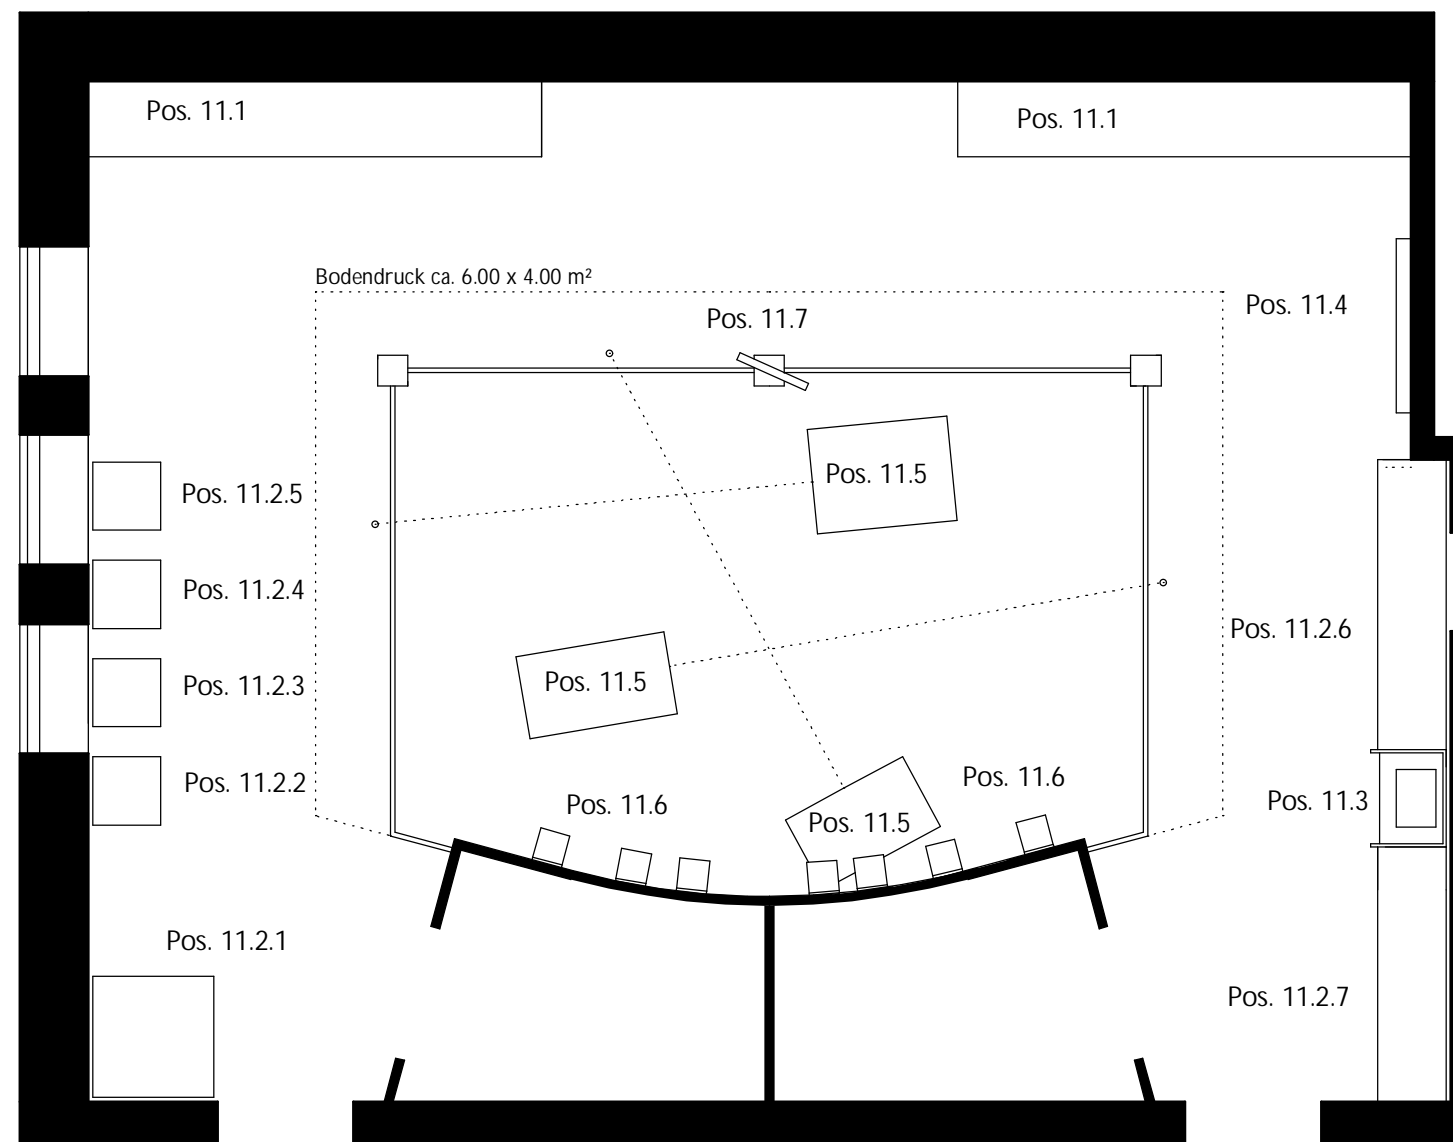 Pos. 11.1
Pos. 11.1
Bodendruck ca. 6.00 x 4.00 m²
Pos. 11.4
Pos. 11.7
Pos. 11.5
Pos. 11.2.5
Pos. 11.2.4
Pos. 11.2.6
Pos. 11.2.3
Pos. 11.5
Pos. 11.2.2
Pos. 11.6
Pos. 11.6
Pos. 11.3
Pos. 11.5
Pos. 11.2.1
Pos. 11.2.7